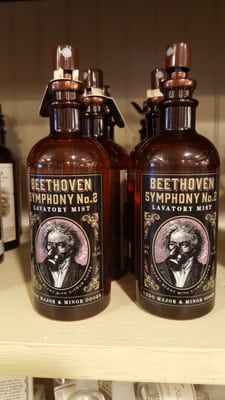 BEETHOVEN
SYMPHONY No.2
LAVATORY MIST
MAJOR & MINOR ODORS
BEETHOVEN
SYMPHONY No.2
LAVATORY MIST
MAJOR & MINOR ODORS